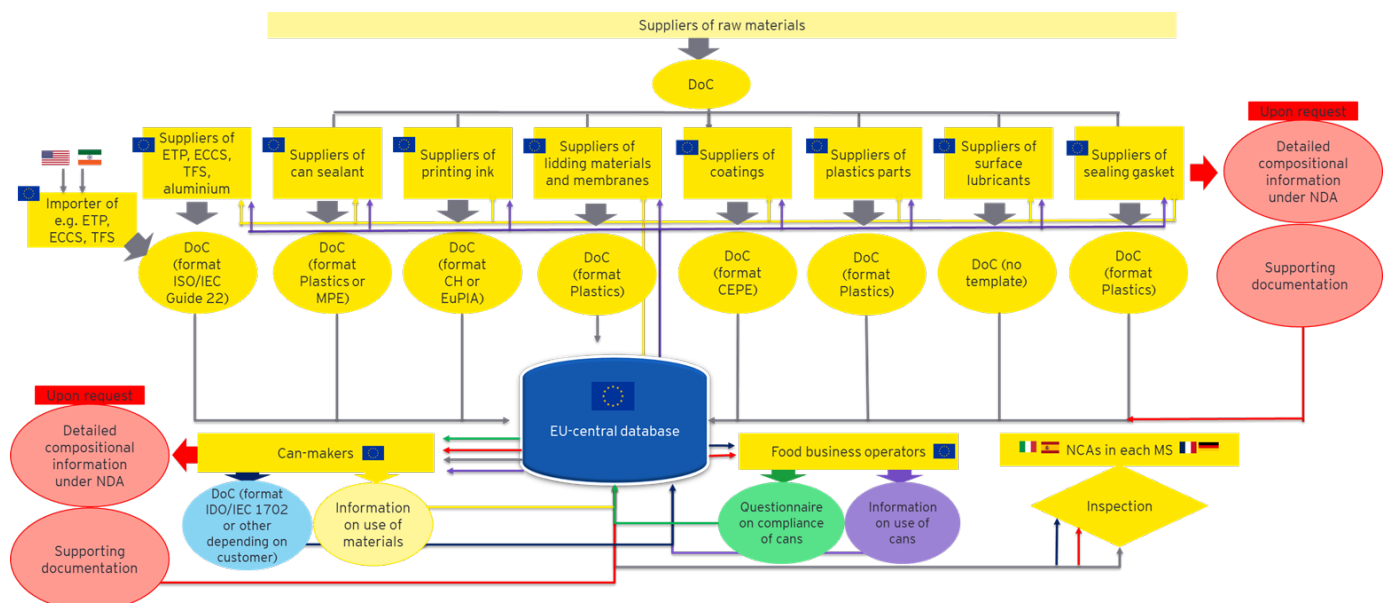 Suppliers of raw materials
DoC
Upon request
Detailed
compositional
information
under NDA
Supporting
documentation
Importer of
e.g. ETP,
ECCS, TFS
Suppliers of
ETP, ECCS,
TFS,
aluminium
Suppliers of
can sealant
Suppliers of
printing ink
Suppliers of
lidding materials
and membranes
Suppliers of
coatings
Suppliers of
plastics parts
Suppliers of
surface
lubricants
Suppliers of
sealing gasket
DoC
(format
ISO/IEC
Guide 22)
DoC
(format
Plastics or
MPE)
DoC
(format
CH or
EuPIA)
DoC
(format
Plastics)
DoC
(format
CEPE)
DoC
(format
Plastics)
DoC (no
template)
DoC
(format
Plastics)
EU-central database
Upon request
Detailed
compositional
information
under NDA
Supporting
documentation
Can-makers
DoC (format
IDO/IEC 1702
or other
depending on
customer)
Information
on use of
materials
Food business operators
Questionnaire
on compliance
of cans
Information
on use of
cans
NCAs in each MS
Inspection